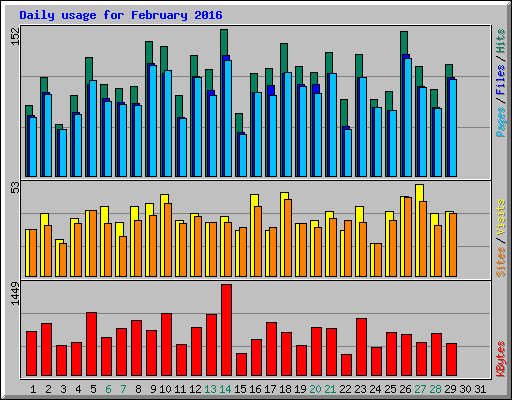 Daily usage for February 2016
152
Pages / Files / Hits
53
Sites / Visits
1449
KBytes
1 2 3 4 5 6 7 8 9 10 11 12 13 14 15 16 17 18 19 20 21 22 23 24 25 26 27 28 29 30 31